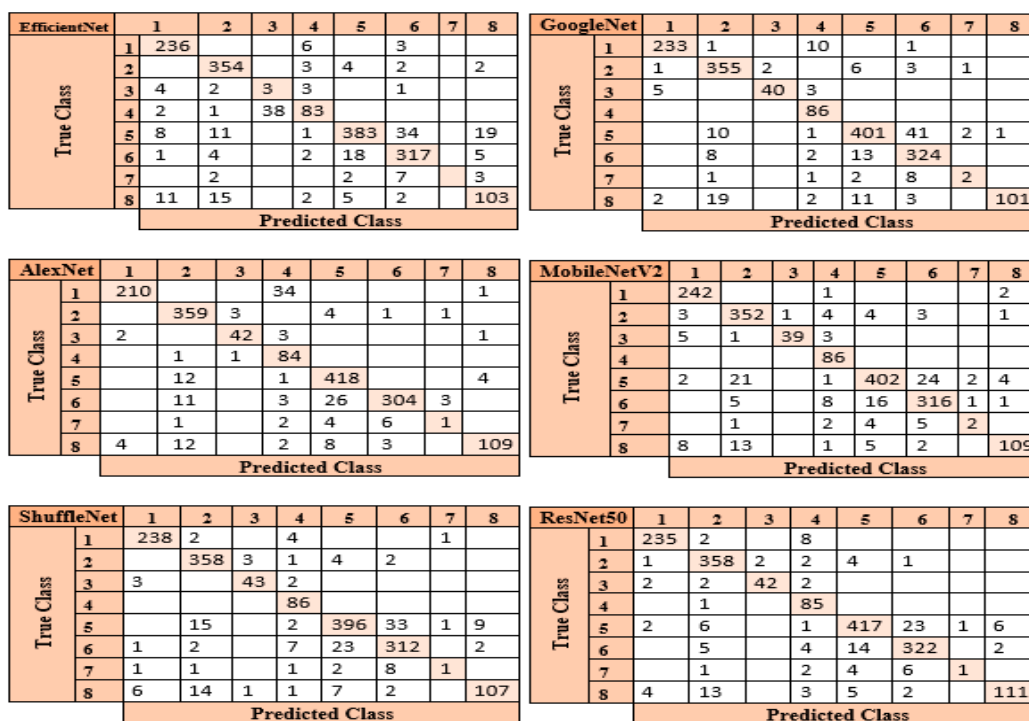 EfficientNet 1 2 3 4 5 6 7 8
1 236 6 3
2 354 3 4 2 2
3 4 2 3 3 1
4 2 1 38 83
5 8 11 1 383 34 19
6 1 4 2 18 317 5
7 2 2 7 3
8 11 15 2 5 2 103
True Class
Predicted Class
GoogleNet 1 2 3 4 5 6 7 8
1 233 1 10 1
2 1 355 2 6 3 1
3 5 40 3
4 86
5 10 1 401 41 2 1
6 8 2 13 324
7 1 1 2 8 2
8 2 19 2 11 3 101
True Class
Predicted Class
AlexNet 1 2 3 4 5 6 7 8
1 210 34 1
2 359 3 4 1 1
3 2 42 3 1
4 1 1 84
5 12 1 418 4
6 11 3 26 304 3
7 1 2 4 6 1
8 4 12 2 8 3 109
True Class
Predicted Class
MobileNetV2 1 2 3 4 5 6 7 8
1 242 1 2
2 3 352 1 4 4 3 1
3 5 1 39 3
4 86
5 2 21 1 402 24 2 4
6 5 8 16 316 1 1
7 1 2 4 5 2
8 8 13 1 5 2 109
True Class
Predicted Class
ShuffleNet 1 2 3 4 5 6 7 8
1 238 2 4 1
2 358 3 1 4 2
3 3 43 2
4 86
5 15 2 396 33 1 9
6 1 2 7 23 312 2
7 1 1 1 2 8 1
8 6 14 1 1 7 2 107
True Class
Predicted Class
ResNet50 1 2 3 4 5 6 7 8
1 235 2 8
2 1 358 2 2 4 1
3 2 2 42 2
4 1 85
5 2 6 1 417 23 1 6
6 5 4 14 322 2
7 1 2 4 6 1
8 4 13 3 5 2 111
True Class
Predicted Class